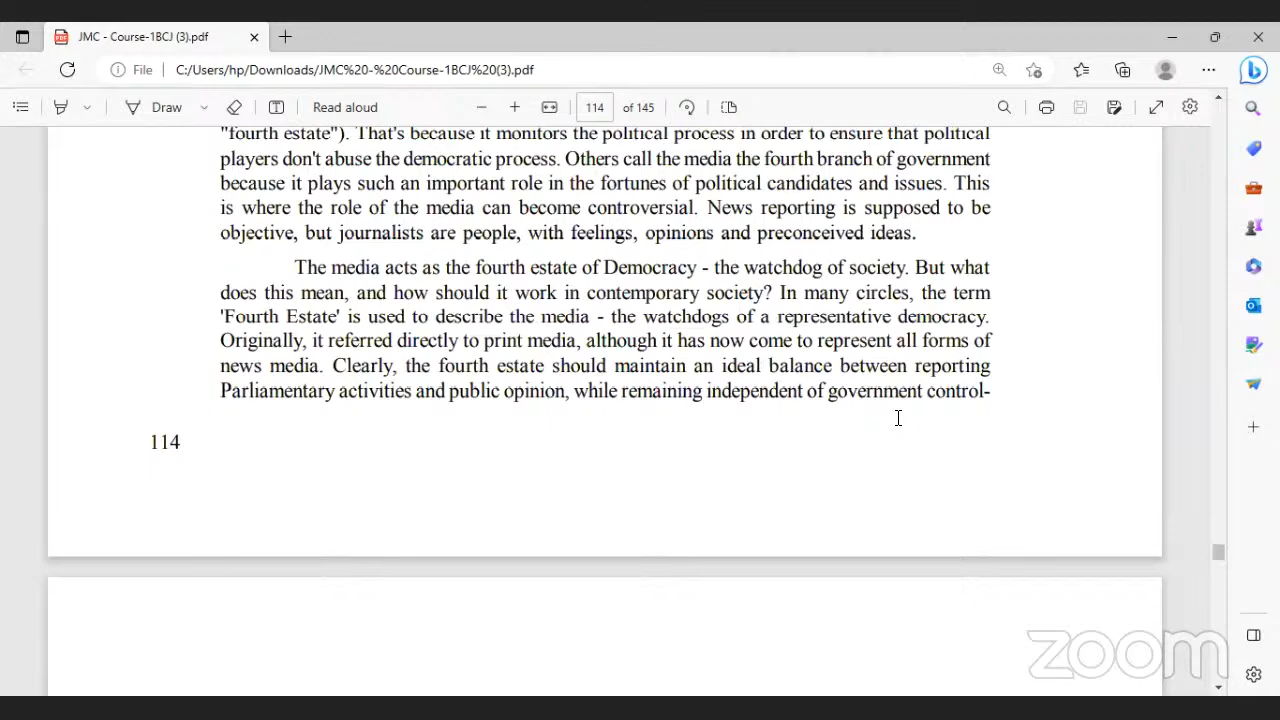 JMC - Course-1BCJ (3).pdf
File
C:/Users/hp/Downloads/JMC%20-%20Course-1BCJ%20(3).pdf
Draw
Read aloud
114 of 145
"fourth estate"). That's because it monitors the political process in order to ensure that political
players don't abuse the democratic process. Others call the media the fourth branch of government
because it plays such an important role in the fortunes of political candidates and issues. This
is where the role of the media can become controversial. News reporting is supposed to be
objective, but journalists are people, with feelings, opinions and preconceived ideas.
The media acts as the fourth estate of Democracy - the watchdog of society. But what
does this mean, and how should it work in contemporary society? In many circles, the term
'Fourth Estate' is used to describe the media - the watchdogs of a representative democracy.
Originally, it referred directly to print media, although it has now come to represent all forms of
news media. Clearly, the fourth estate should maintain an ideal balance between reporting
Parliamentary activities and public opinion, while remaining independent of government control-
114
zoom